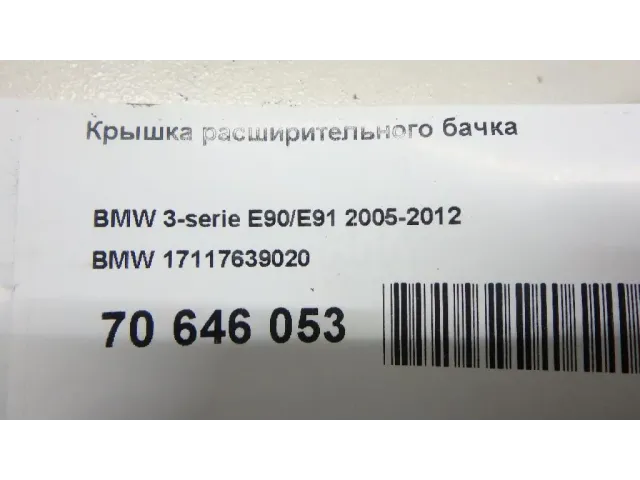 Крышка расширительного бачка
BMW 3-serie E90/E91 2005-2012
BMW 17117639020
70 646 053